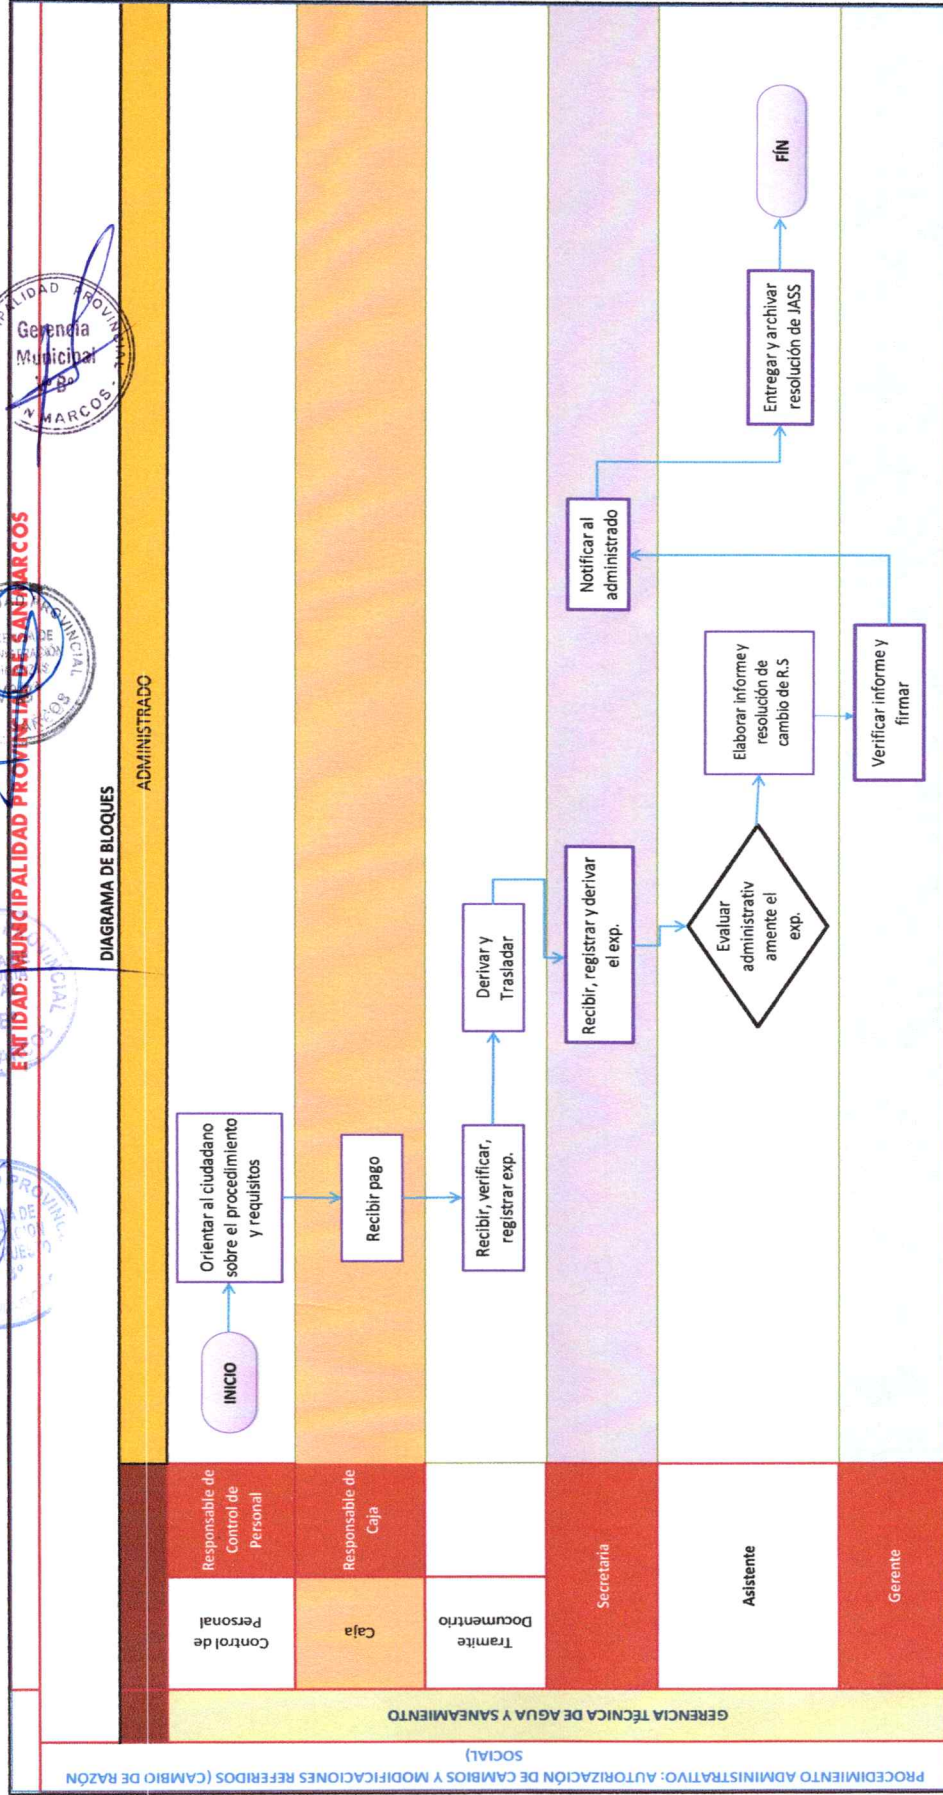 ENTIDAD MUNICIPALIDAD PROVINCIAL DE SAN MARCOS
DIAGRAMA DE BLOQUES
ADMINISTRADO
PROCEDIMIENTO ADMINISTRATIVO: AUTORIZACIÓN DE CAMBIOS Y MODIFICACIONES REFERIDOS (CAMBIO DE RAZÓN
SOCIAL)
GERENCIA TÉCNICA DE AGUA Y SANEAMIENTO
Control de
Personal
Responsable de
Control de
Personal
INICIO
Orientar al ciudadano
sobre el procedimiento
y requisitos
Caja
Responsable de
Caja
Recibir pago
Tramite
Documentrio
Recibir, verificar,
registrar exp.
Derivar y
Trasladar
Secretaria
Recibir, registrar y derivar
el exp.
Notificar al
administrado
Asistente
Evaluar
administrativ
amente el
exp.
Elaborar informe y
resolución de
cambio de R.S
Entregar y archivar
resolución de JASS
FÍN
Gerente
Verificar informe y
firmar
Gerencia
Municipal
PROVINCIAL
MARCOS
PROVINCIAL